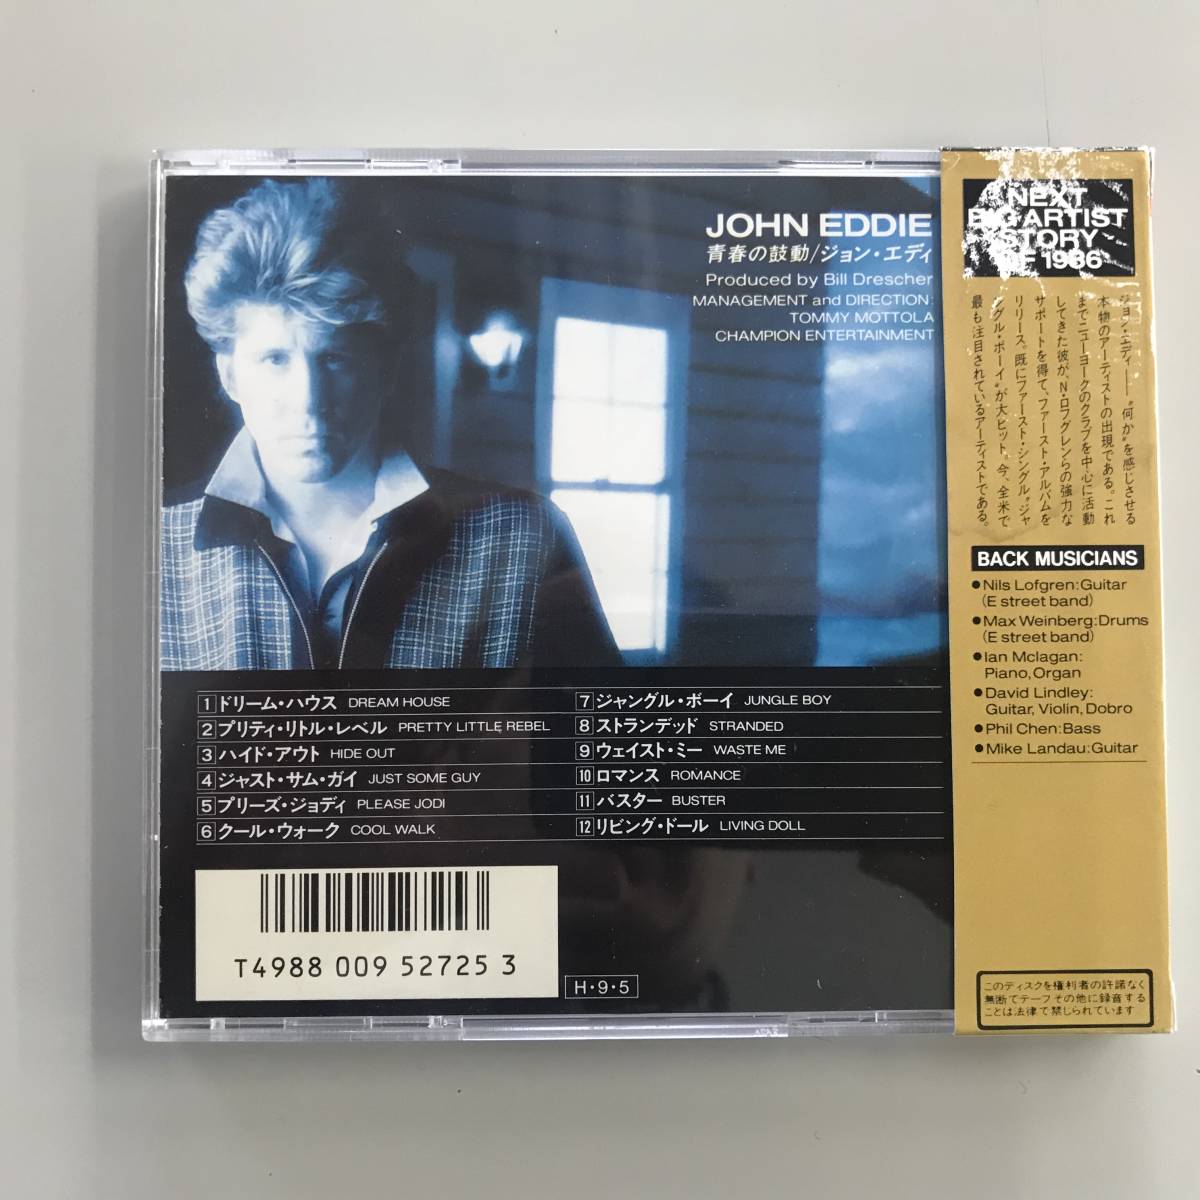 JOHN EDDIE
青春の鼓動/ジョン・エディ
Produced by Bill Drescher
MANAGEMENT and DIRECTION:
TOMMY MOTTOLA
CHAMPION ENTERTAINMENT
1 ドリーム・ハウス DREAM HOUSE
2 プリティ・リトル・レベル PRETTY LITTLE REBEL
3 ハイド・アウト HIDE OUT
4 ジャスト・サム・ガイ JUST SOME GUY
5 プリーズ・ジョディ PLEASE JODI
6 クール・ウォーク COOL WALK
7 ジャングル・ボーイ JUNGLE BOY
8 ストランデッド STRANDED
9 ウェイスト・ミー WASTE ME
10 ロマンス ROMANCE
11 バスター BUSTER
12 リビング・ドール LIVING DOLL
T4988 009 52725 3
H・9・5
NEXT
BIG ARTIST
STORY
OF 1986
ジョン・エディ――“何か”を感じさせる
本物のアーティストの出現である。これ
までニューヨークのクラブを中心に活動
してきた彼が、N・ロフグレンらの強力な
サポートを得て、ファースト・アルバムを
リリース。既にファースト・シングル“ジャ
ングル・ボーイ”が大ヒット。今、全米で
最も注目されているアーティストである。
BACK MUSICIANS
●Nils Lofgren:Guitar
(E street band)
●Max Weinberg:Drums
(E street band)
●Ian Mclagan:
Piano,Organ
●David Lindley:
Guitar, Violin, Dobro
●Phil Chen:Bass
●Mike Landau:Guitar
このディスクを権利者の許諾なく
無断でテープその他に録音する
ことは法律で禁じられています